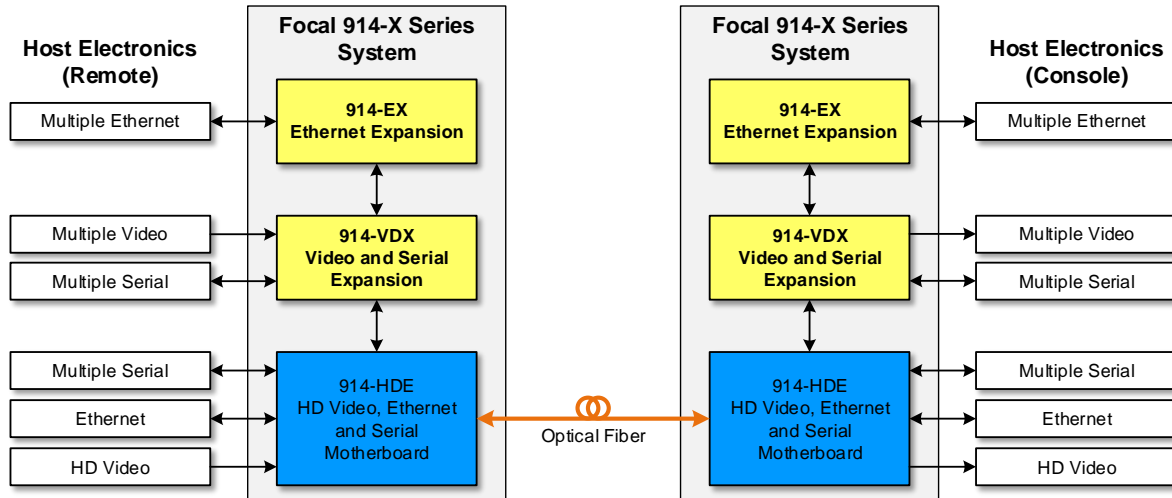 Host Electronics
(Remote)
Multiple Ethernet
Multiple Video
Multiple Serial
Multiple Serial
Ethernet
HD Video
Focal 914-X Series
System
914-EX
Ethernet Expansion
914-VDX
Video and Serial
Expansion
914-HDE
HD Video, Ethernet
and Serial
Motherboard
Optical Fiber
Focal 914-X Series
System
914-EX
Ethernet Expansion
914-VDX
Video and Serial
Expansion
914-HDE
HD Video, Ethernet
and Serial
Motherboard
Host Electronics
(Console)
Multiple Ethernet
Multiple Video
Multiple Serial
Multiple Serial
Ethernet
HD Video